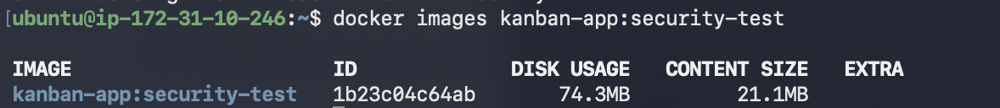 [ubuntu@ip-172-31-10-246:~$ docker images kanban-app:security-test
IMAGE ID DISK USAGE CONTENT SIZE EXTRA
kanban-app:security-test 1b23c04c64ab 74.3MB 21.1MB